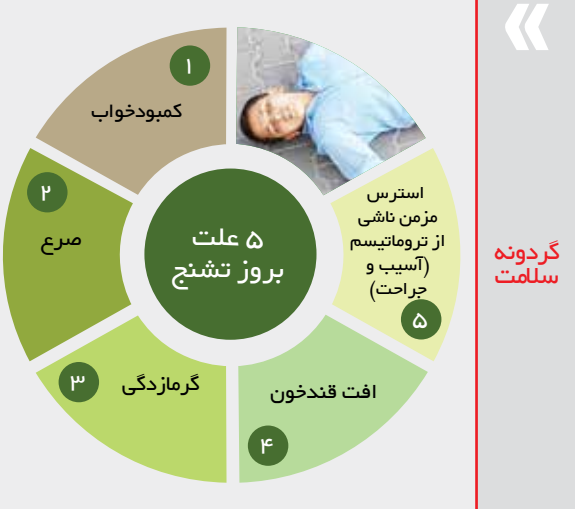 »
گردونه
سلامت
۵ علت
بروز تشنج
۱
کمبودخواب
۲
صرع
۳
گرمازدگی
۴
افت قندخون
استرس
مزمن ناشی
از تروماتیسم
(آسیب و
جراحت)
۵